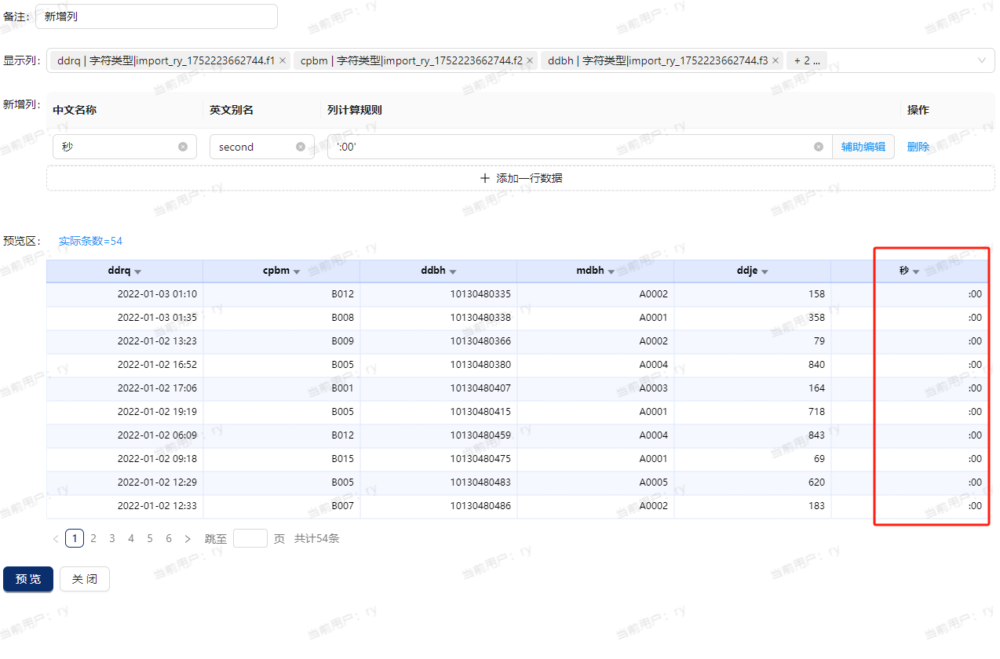 备注： 新增列
显示列： ddrq | 字符类型|import_ry_1752223662744.f1 × cpbm | 字符类型|import_ry_1752223662744.f2 × ddbh | 字符类型|import_ry_1752223662744.f3 × + 2 ...
新增列： 中文名称 英文别名 列计算规则 操作
秒 second ':00' 辅助编辑 删除
+ 添加一行数据
预览区： 实际条数=54
ddrq cpbm ddbh mdbh ddje 秒
2022-01-03 01:10 B012 10130480335 A0002 158 :00
2022-01-03 01:35 B008 10130480338 A0001 358 :00
2022-01-02 13:23 B009 10130480366 A0002 79 :00
2022-01-02 16:52 B005 10130480380 A0004 840 :00
2022-01-02 17:06 B001 10130480407 A0003 164 :00
2022-01-02 19:19 B005 10130480415 A0001 718 :00
2022-01-02 06:09 B012 10130480459 A0004 843 :00
2022-01-02 09:18 B015 10130480475 A0001 69 :00
2022-01-02 12:29 B005 10130480483 A0005 620 :00
2022-01-02 12:33 B007 10130480486 A0002 183 :00
< 1 2 3 4 5 6 > 跳至 页 共计54条
预 览 关 闭
当前用户：ry